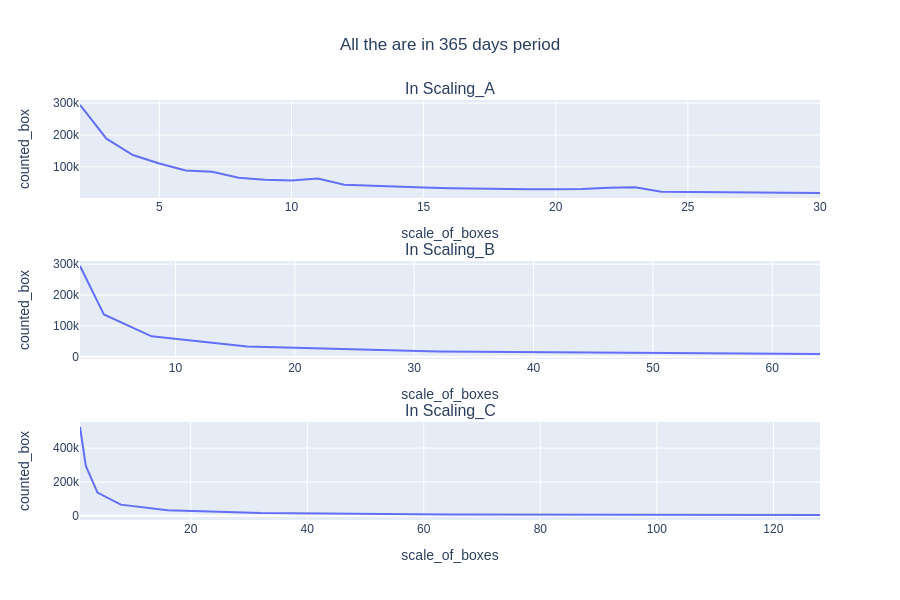 All the are in 365 days period
In Scaling_A
counted_box
300k
200k
100k
5 10 15 20 25 30
scale_of_boxes
In Scaling_B
counted_box
300k
200k
100k
0
10 20 30 40 50 60
scale_of_boxes
In Scaling_C
counted_box
400k
200k
0
20 40 60 80 100 120
scale_of_boxes